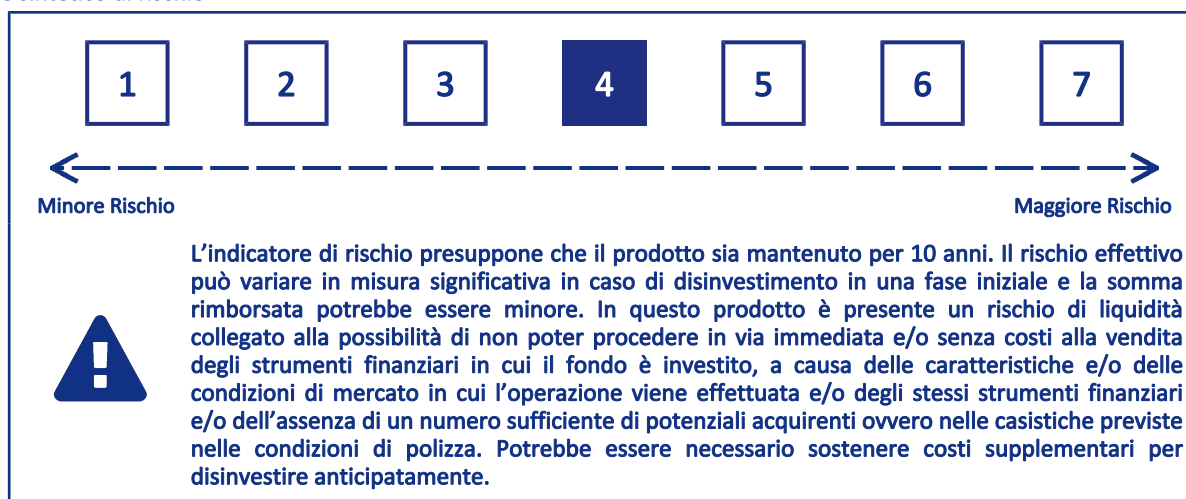 1 2 3 4 5 6 7
Minore Rischio Maggiore Rischio
L'indicatore di rischio presuppone che il prodotto sia mantenuto per 10 anni. Il rischio effettivo
può variare in misura significativa in caso di disinvestimento in una fase iniziale e la somma
rimborsata potrebbe essere minore. In questo prodotto è presente un rischio di liquidità
collegato alla possibilità di non poter procedere in via immediata e/o senza costi alla vendita
degli strumenti finanziari in cui il fondo è investito, a causa delle caratteristiche e/o delle
condizioni di mercato in cui l'operazione viene effettuata e/o degli stessi strumenti finanziari
e/o dell'assenza di un numero sufficiente di potenziali acquirenti ovvero nelle casistiche previste
nelle condizioni di polizza. Potrebbe essere necessario sostenere costi supplementari per
disinvestire anticipatamente.